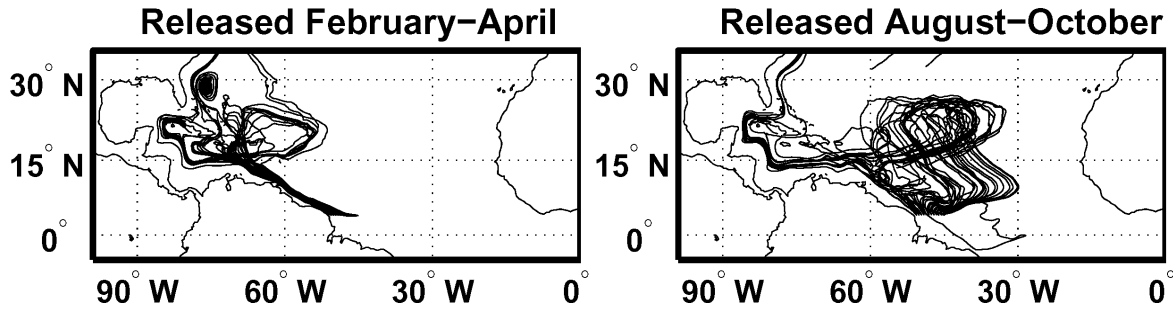 Released February−April
Released August−October
30° N
15° N
0°
90° W
60° W
30° W
0°
30° N
15° N
0°
90° W
60° W
30° W
0°